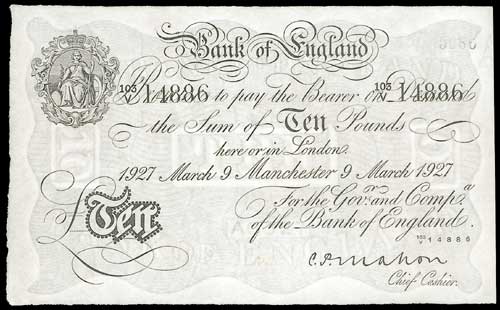 Bank of England
103/N 14886 to pay the Bearer on 103/N 14886
the Sum of Ten Pounds
here or in London.
1927 March 9 Manchester 9 March 1927
For the Govr. and Compa.
of the Bank of England.
£Ten
103/N 14886
C.P. Mahon
Chief Cashier.